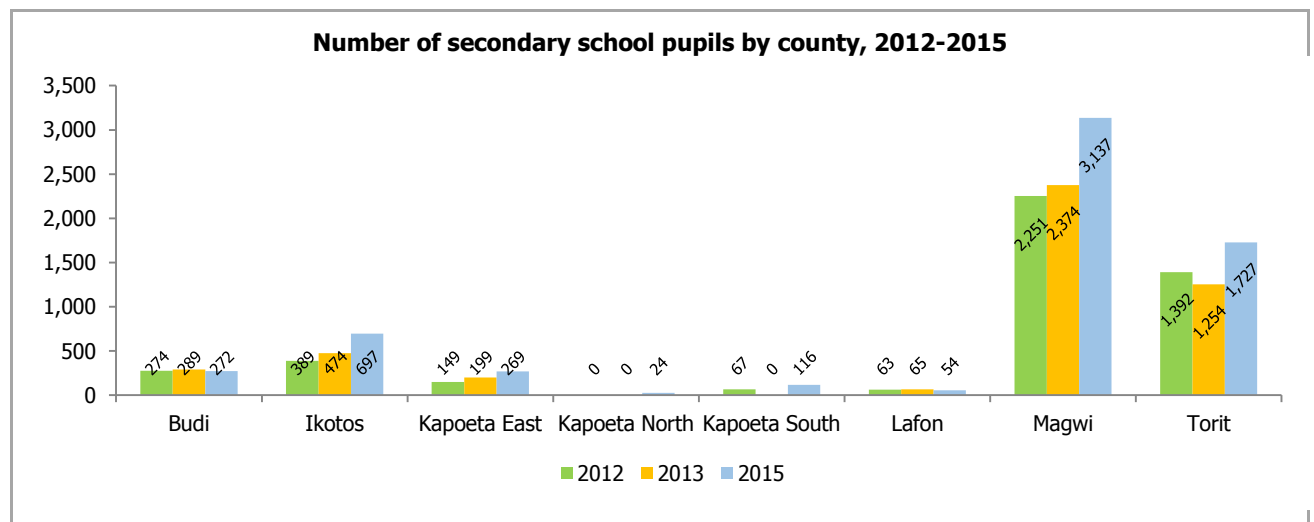 Number of secondary school pupils by county, 2012-2015
3,500
3,000
2,500
2,000
1,500
1,000
500
0
274 289 272
389 474 697
149 199 269
0 0 24
67 0 116
63 65 54
2,251 2,374 3,137
1,392 1,254 1,727
Budi Ikotos Kapoeta East Kapoeta North Kapoeta South Lafon Magwi Torit
2012 2013 2015